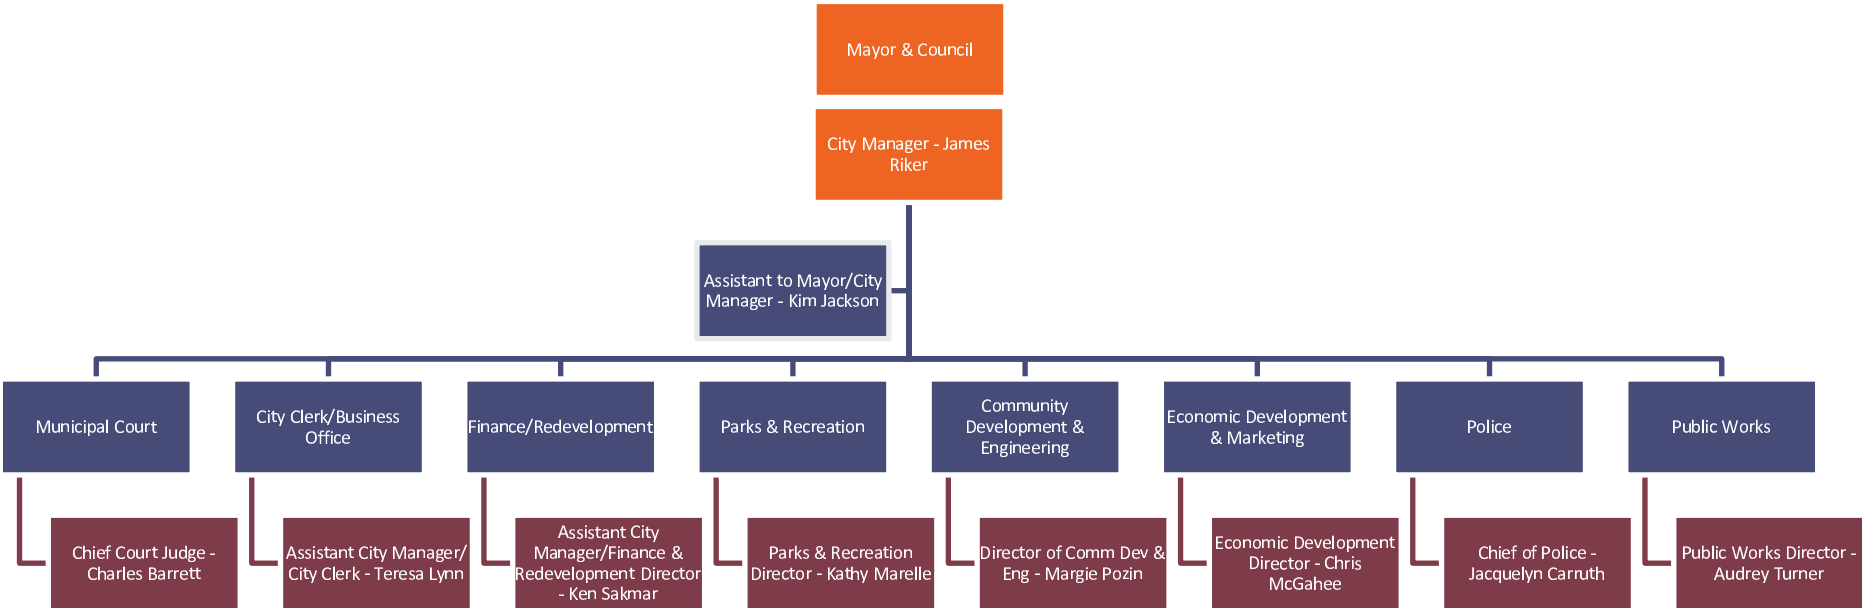 Mayor & Council
City Manager - James
Riker
Assistant to Mayor/City
Manager - Kim Jackson
Municipal Court
City Clerk/Business
Office
Finance/Redevelopment
Parks & Recreation
Community
Development &
Engineering
Economic Development
& Marketing
Police
Public Works
Chief Court Judge -
Charles Barrett
Assistant City Manager/
City Clerk - Teresa Lynn
Assistant City
Manager/Finance &
Redevelopment Director
- Ken Sakmar
Parks & Recreation
Director - Kathy Marelle
Director of Comm Dev &
Eng - Margie Pozin
Economic Development
Director - Chris
McGahee
Chief of Police -
Jacquelyn Carruth
Public Works Director -
Audrey Turner